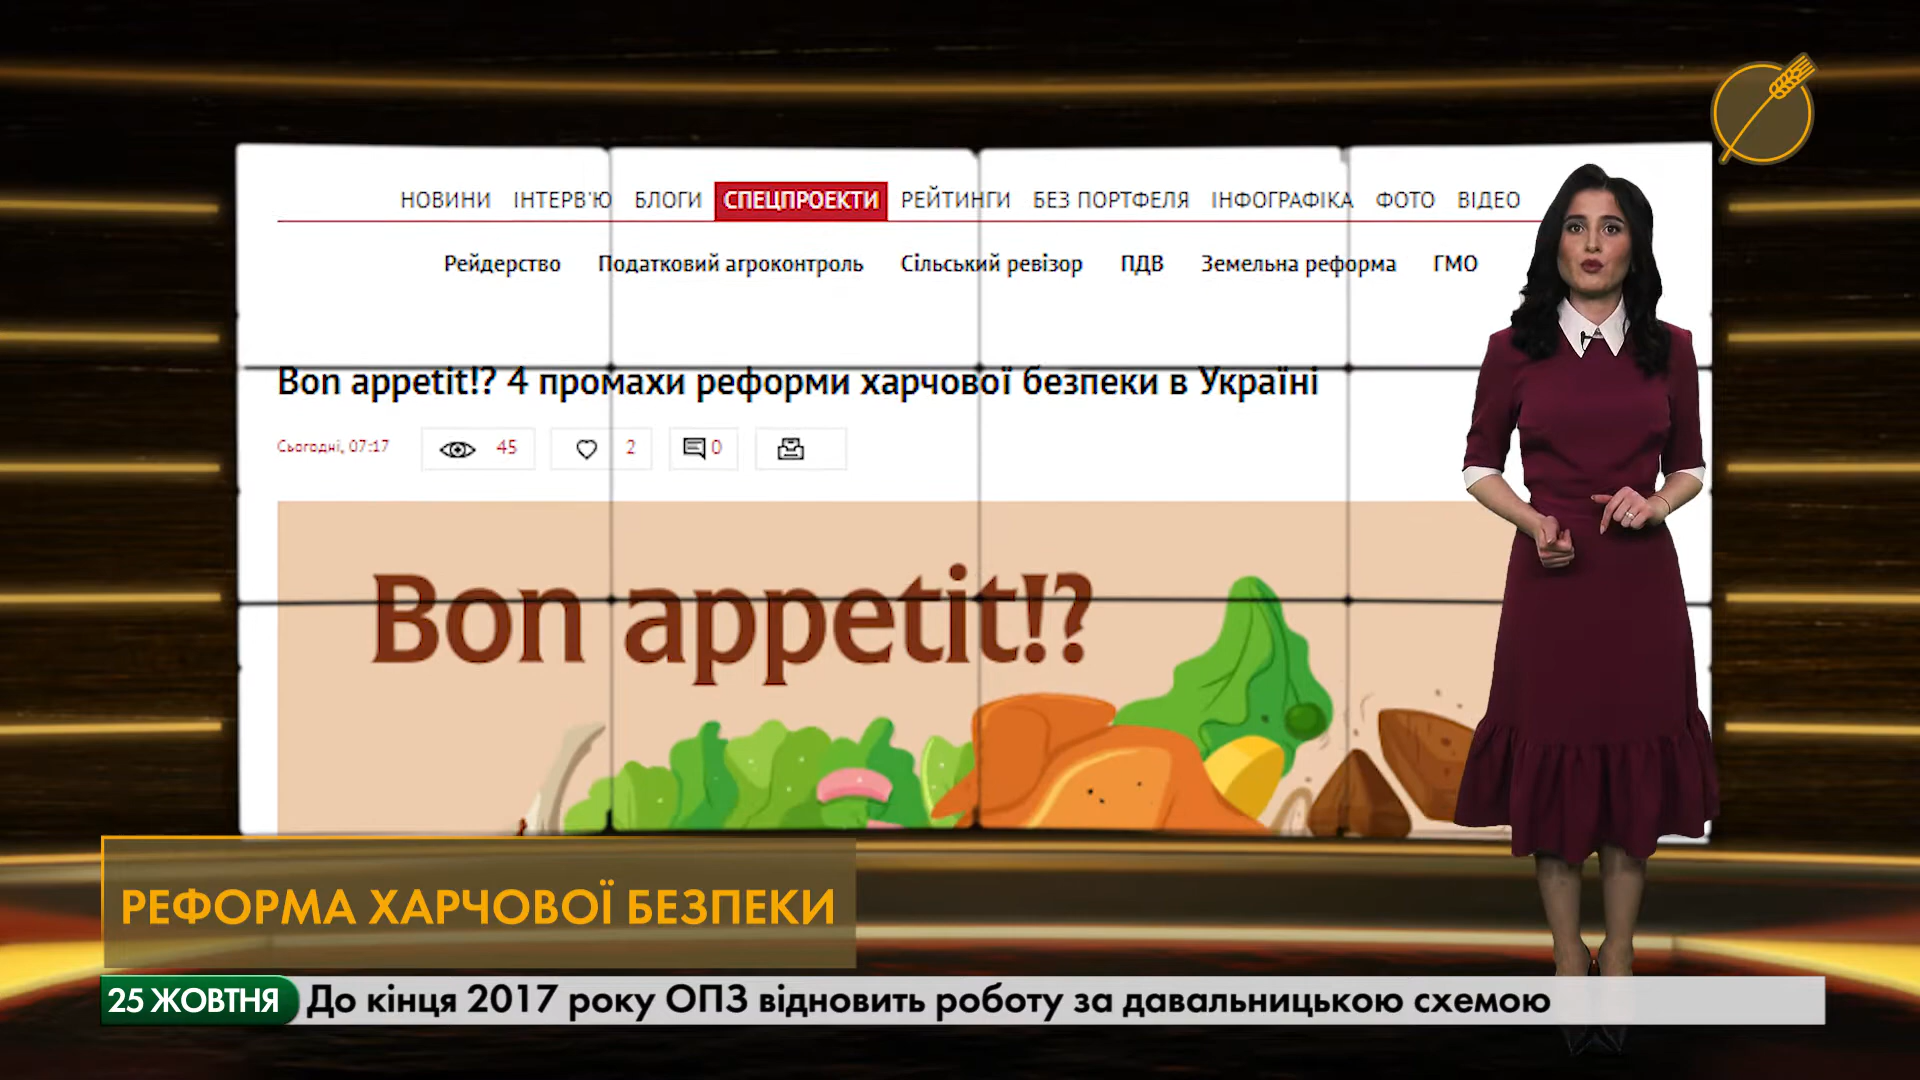 НОВИНИ ІНТЕРВ'Ю БЛОГИ СПЕЦПРОЕКТИ РЕЙТИНГИ БЕЗ ПОРТФЕЛЯ ІНФОГРАФІКА ФОТО ВІДЕО
Рейдерство Податковий агроконтроль Сільський ревізор ПДВ Земельна реформа ГМО
Bon appetit!? 4 промахи реформи харчової безпеки в Україні
Сьогодні, 07:17 45 2 0
Bon appetit!?
РЕФОРМА ХАРЧОВОЇ БЕЗПЕКИ
25 ЖОВТНЯ До кінця 2017 року ОПЗ відновить роботу за давальницькою схемою